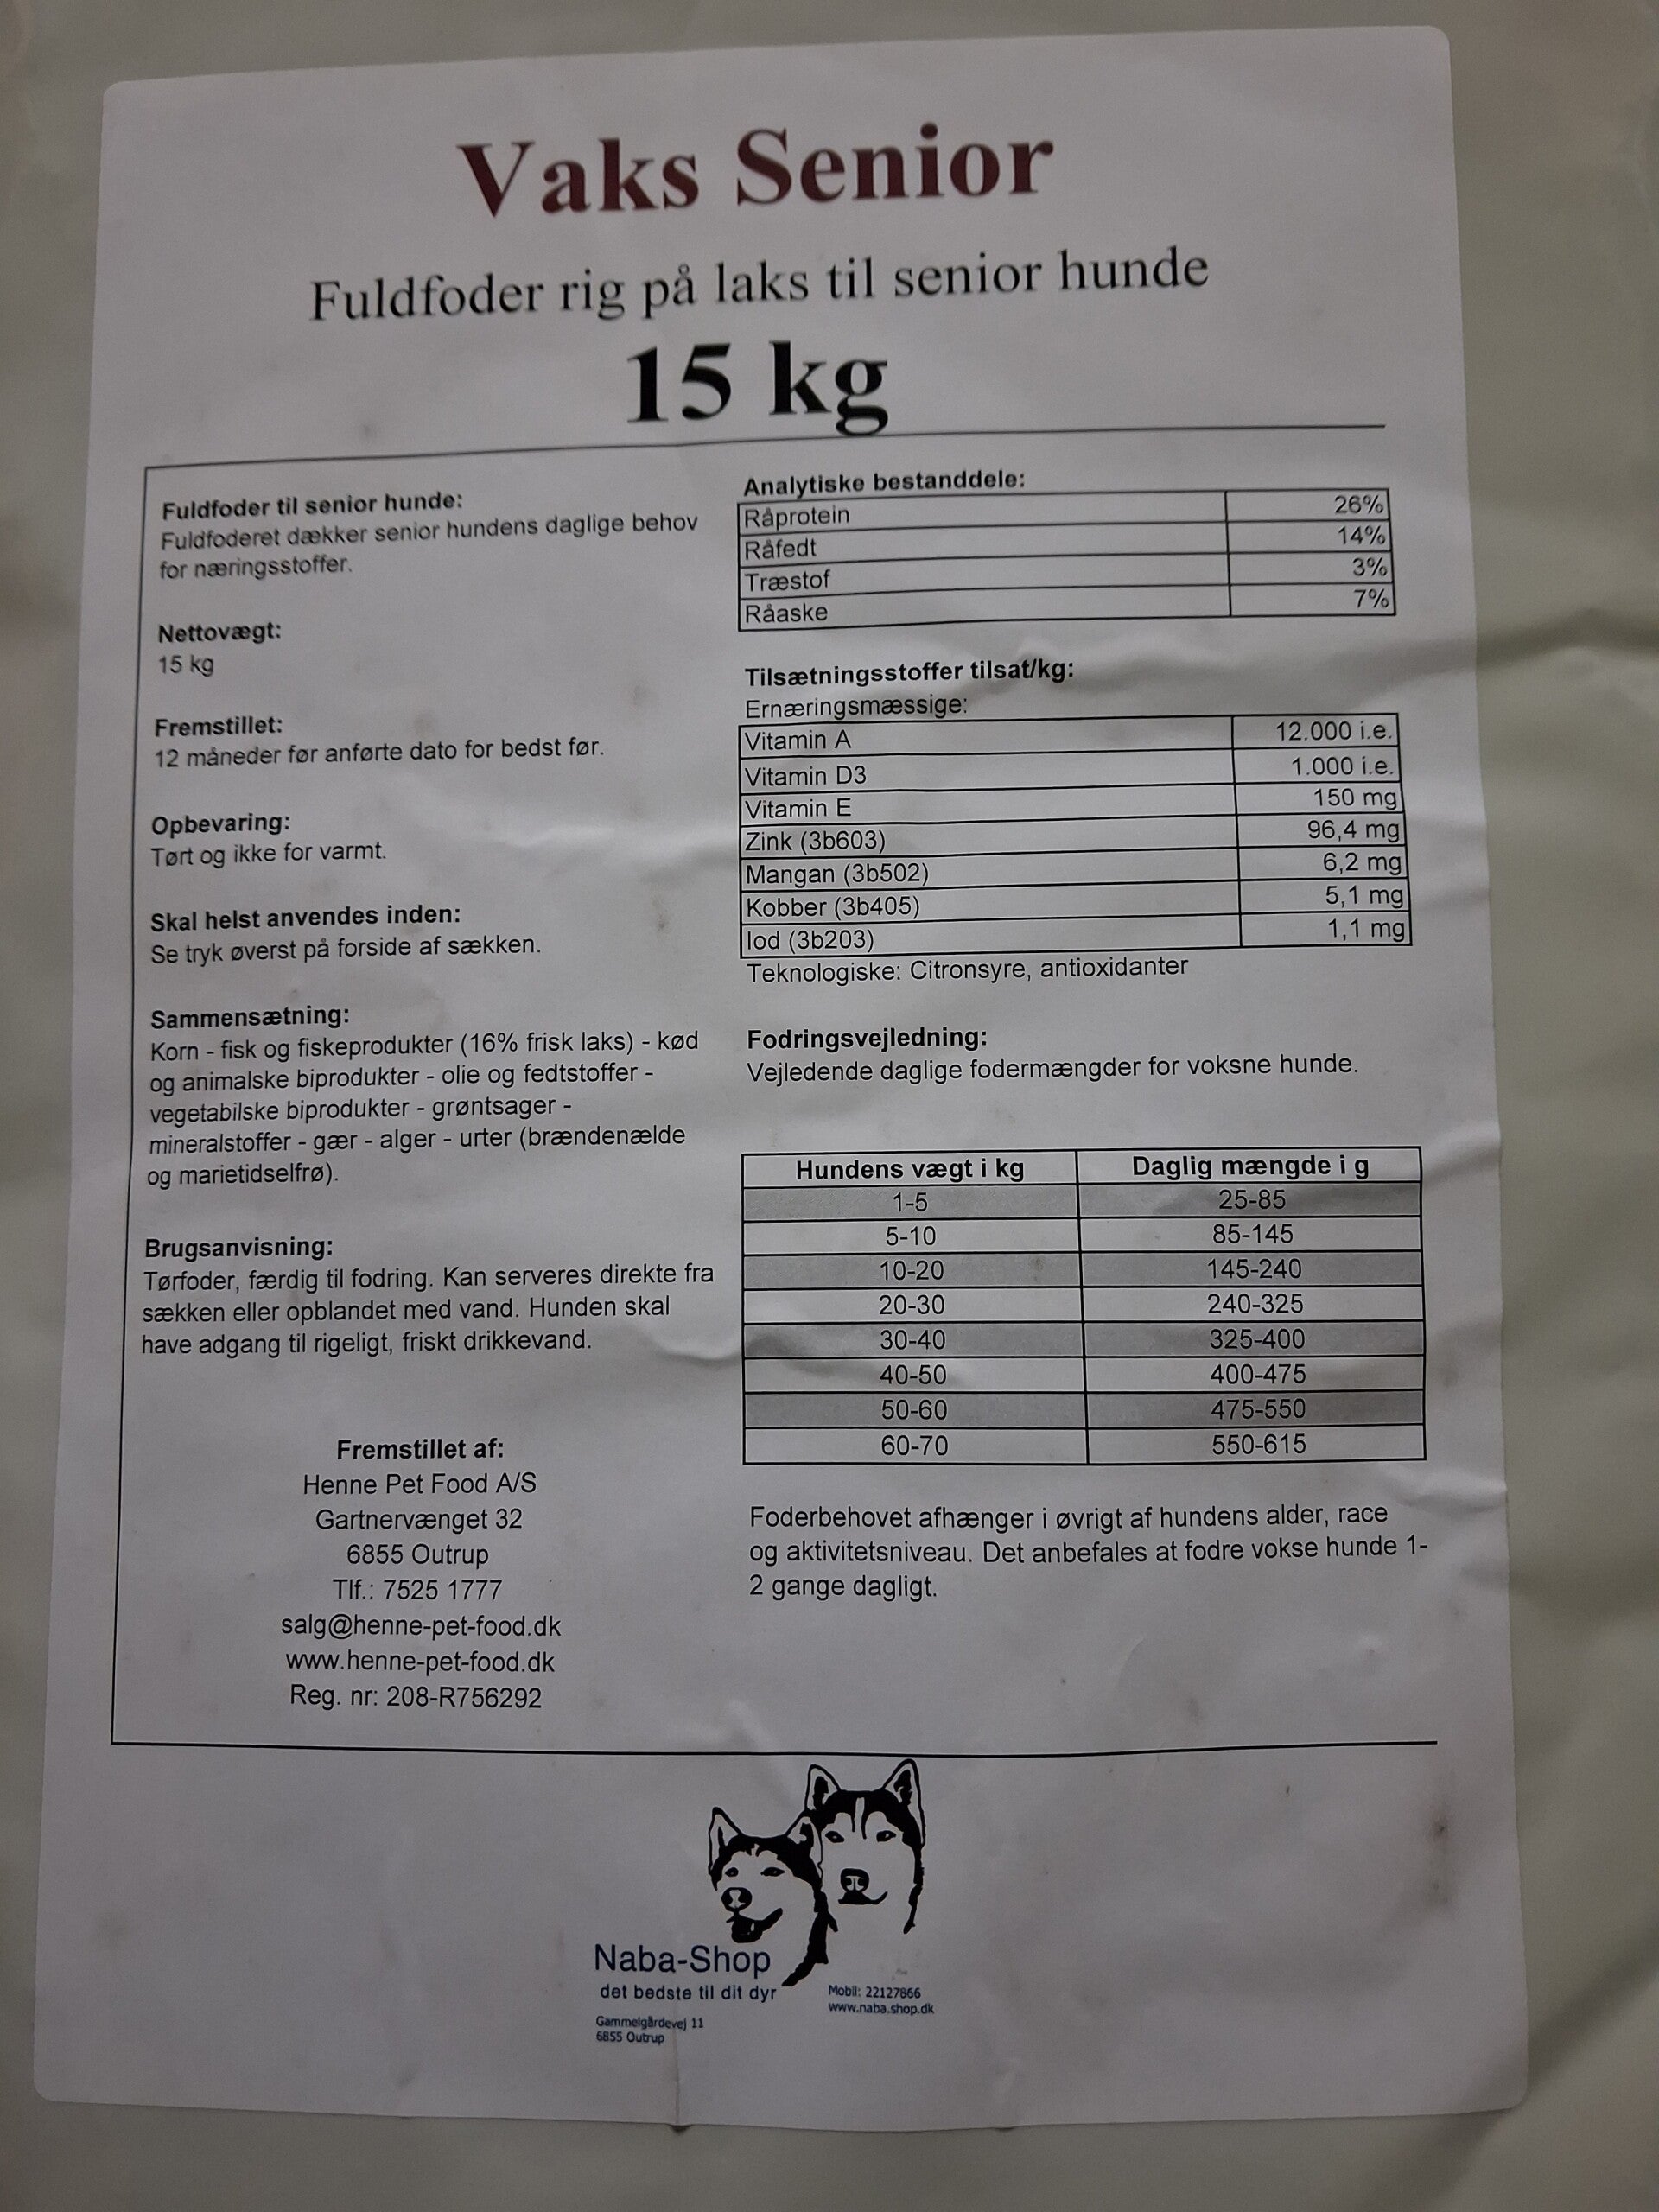 Vaks Senior
Fuldfoder rig på laks til senior hunde
15 kg
Fuldfoder til senior hunde:
Fuldfoderet dækker senior hundens daglige behov
for næringsstoffer.
Nettovægt:
15 kg
Fremstillet:
12 måneder før anførte dato for bedst før.
Opbevaring:
Tørt og ikke for varmt.
Skal helst anvendes inden:
Se tryk øverst på forside af sækken.
Sammensætning:
Korn - fisk og fiskeprodukter (16% frisk laks) - kød
og animalske biprodukter - olie og fedtstoffer -
vegetabilske biprodukter - grøntsager -
mineralstoffer - gær - alger - urter (brændenælde
og marietidselfrø).
Brugsanvisning:
Tørfoder, færdig til fodring. Kan serveres direkte fra
sækken eller opblandet med vand. Hunden skal
have adgang til rigeligt, friskt drikkevand.
Fremstillet af:
Henne Pet Food A/S
Gartnervænget 32
6855 Outrup
Tlf.: 7525 1777
salg@henne-pet-food.dk
www.henne-pet-food.dk
Reg. nr: 208-R756292
Analytiske bestanddele:
Råprotein 26%
Råfedt 14%
Træstof 3%
Råaske 7%
Tilsætningsstoffer tilsat/kg:
Ernæringsmæssige:
Vitamin A 12.000 i.e.
Vitamin D3 1.000 i.e.
Vitamin E 150 mg
Zink (3b603) 96,4 mg
Mangan (3b502) 6,2 mg
Kobber (3b405) 5,1 mg
Iod (3b203) 1,1 mg
Teknologiske: Citronsyre, antioxidanter
Fodringsvejledning:
Vejledende daglige fodermængder for voksne hunde.
Hundens vægt i kg Daglig mængde i g
1-5 25-85
5-10 85-145
10-20 145-240
20-30 240-325
30-40 325-400
40-50 400-475
50-60 475-550
60-70 550-615
Foderbehovet afhænger i øvrigt af hundens alder, race
og aktivitetsniveau. Det anbefales at fodre vokse hunde 1-
2 gange dagligt.
Naba-Shop
det bedste til dit dyr
Gammelgårdevej 11
6855 Outrup
Mobil: 22127866
www.naba.shop.dk